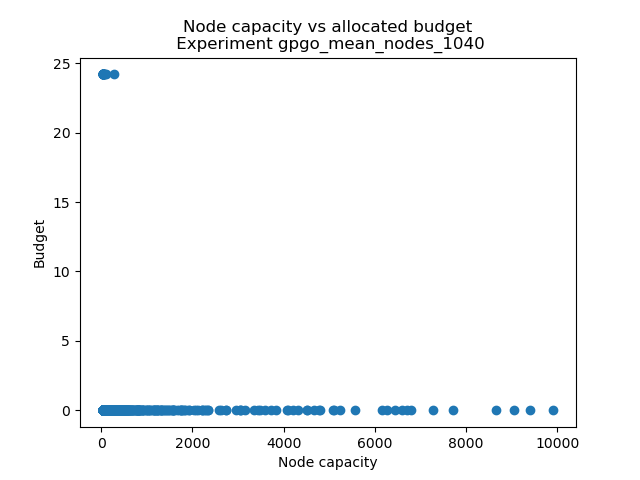 Node capacity vs allocated budget
Experiment gpgo_mean_nodes_1040
25
20
15
10
5
0
Budget
0 2000 4000 6000 8000 10000
Node capacity